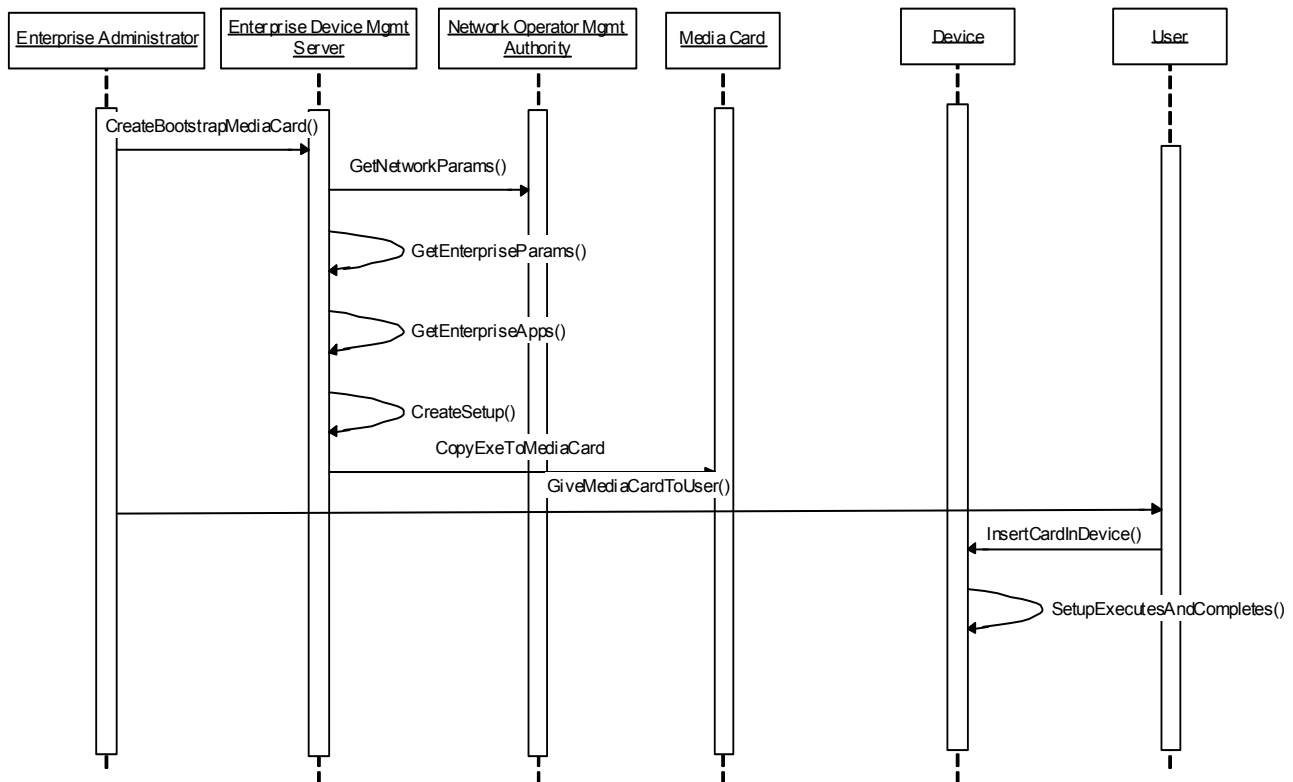 Enterprise Administrator
Enterprise Device Mgmt
Server
Network Operator Mgmt
Authority
Media Card
Device
User
CreateBootstrapMediaCard()
GetNetworkParams()
GetEnterpriseParams()
GetEnterpriseApps()
CreateSetup()
CopyExeToMediaCard
GiveMediaCardToUser()
InsertCardInDevice()
SetupExecutesAndCompletes()